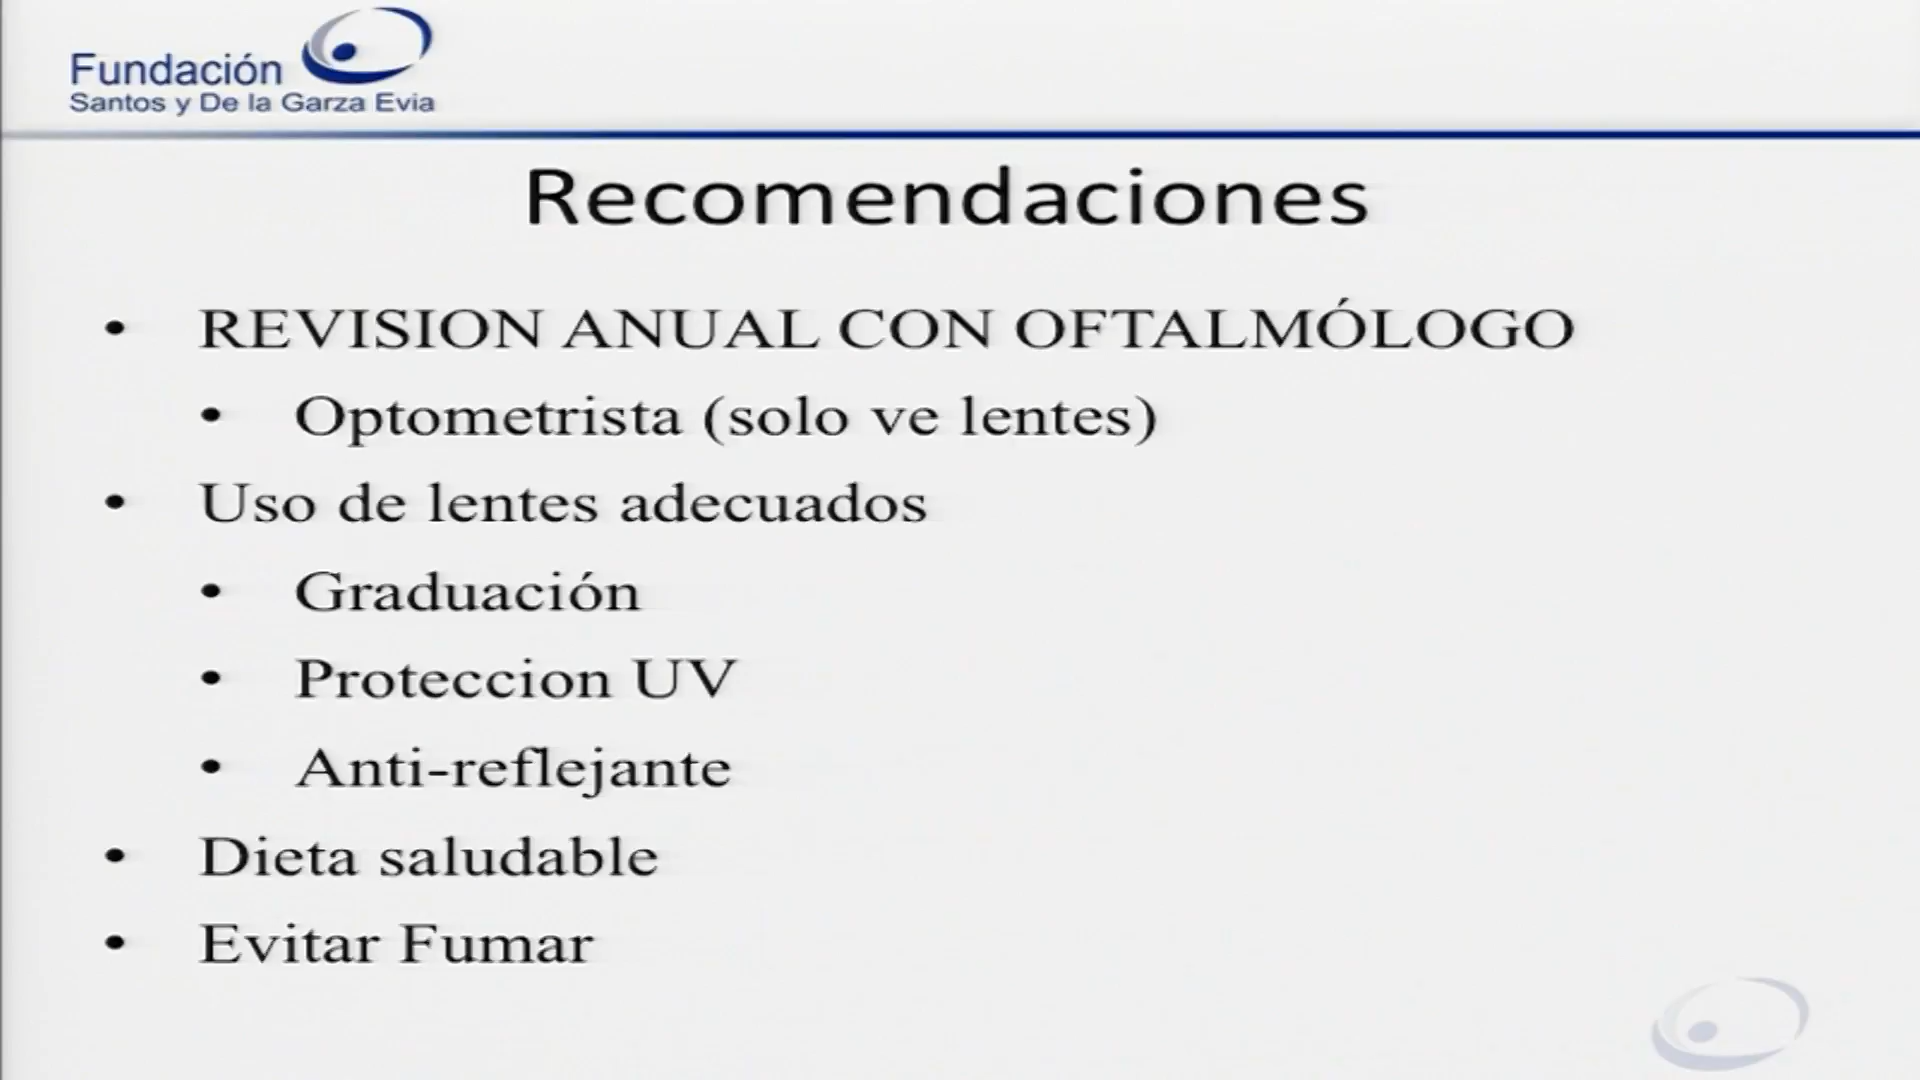 Fundación
Santos y De la Garza Evia
Recomendaciones
• REVISION ANUAL CON OFTALMÓLOGO
• Optometrista (solo ve lentes)
• Uso de lentes adecuados
• Graduación
• Proteccion UV
• Anti-reflejante
• Dieta saludable
• Evitar Fumar